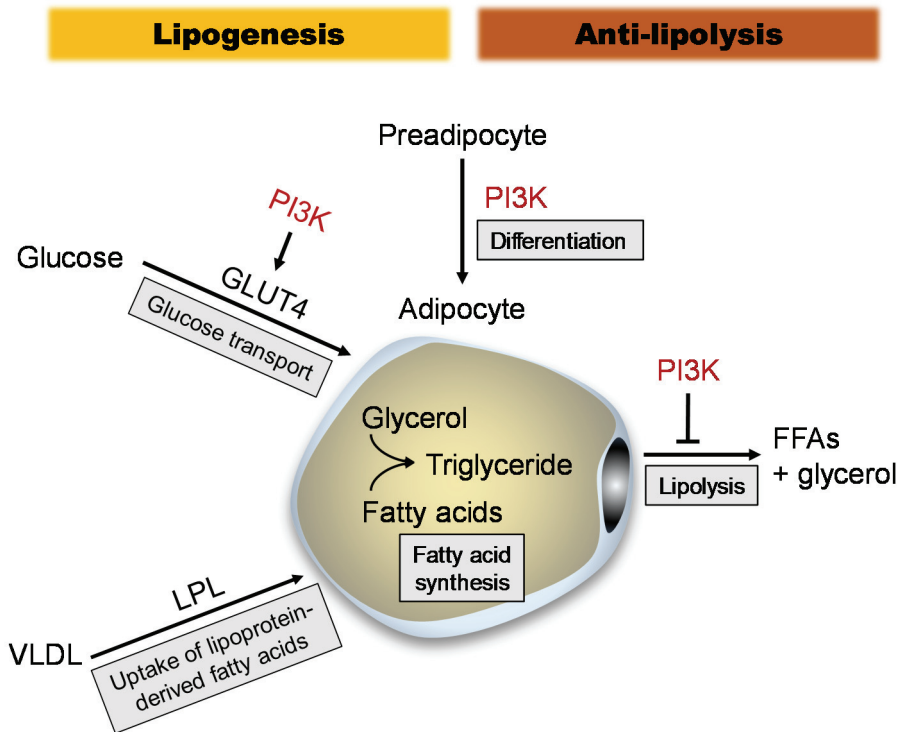 Lipogenesis
Anti-lipolysis
Preadipocyte
PI3K
Differentiation
PI3K
Glucose
GLUT4
Glucose transport
Adipocyte
Glycerol
Triglyceride
Fatty acids
Fatty acid
synthesis
PI3K
FFAs
+ glycerol
Lipolysis
LPL
VLDL
Uptake of lipoprotein-
derived fatty acids